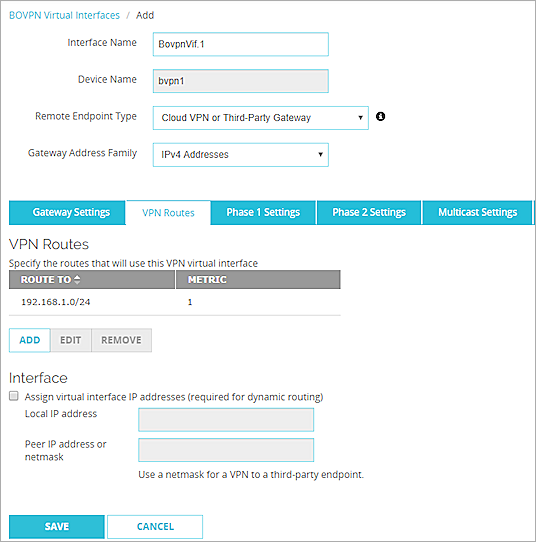 BOVPN Virtual Interfaces / Add
Interface Name BovpnVif.1
Device Name bvpn1
Remote Endpoint Type Cloud VPN or Third-Party Gateway
Gateway Address Family IPv4 Addresses
Gateway Settings VPN Routes Phase 1 Settings Phase 2 Settings Multicast Settings
VPN Routes
Specify the routes that will use this VPN virtual interface
ROUTE TO METRIC
192.168.1.0/24 1
ADD EDIT REMOVE
Interface
Assign virtual interface IP addresses (required for dynamic routing)
Local IP address
Peer IP address or
netmask
Use a netmask for a VPN to a third-party endpoint.
SAVE CANCEL